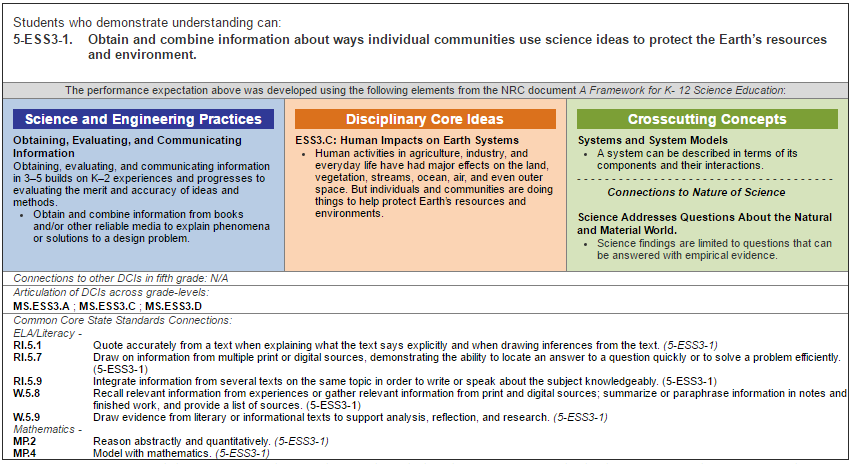 Students who demonstrate understanding can:
5-ESS3-1. Obtain and combine information about ways individual communities use science ideas to protect the Earth's resources
and environment.
The performance expectation above was developed using the following elements from the NRC document A Framework for K- 12 Science Education:
Science and Engineering Practices
Obtaining, Evaluating, and Communicating
Information
Obtaining, evaluating, and communicating information
in 3–5 builds on K–2 experiences and progresses to
evaluating the merit and accuracy of ideas and
methods.
• Obtain and combine information from books
and/or other reliable media to explain phenomena
or solutions to a design problem.
Disciplinary Core Ideas
ESS3.C: Human Impacts on Earth Systems
• Human activities in agriculture, industry, and
everyday life have had major effects on the land,
vegetation, streams, ocean, air, and even outer
space. But individuals and communities are doing
things to help protect Earth's resources and
environments.
Crosscutting Concepts
Systems and System Models
• A system can be described in terms of its
components and their interactions.
Connections to Nature of Science
Science Addresses Questions About the Natural
and Material World.
• Science findings are limited to questions that can
be answered with empirical evidence.
Connections to other DCIs in fifth grade: N/A
Articulation of DCIs across grade-levels:
MS.ESS3.A ; MS.ESS3.C ; MS.ESS3.D
Common Core State Standards Connections:
ELA/Literacy -
RI.5.1 Quote accurately from a text when explaining what the text says explicitly and when drawing inferences from the text. (5-ESS3-1)
RI.5.7 Draw on information from multiple print or digital sources, demonstrating the ability to locate an answer to a question quickly or to solve a problem efficiently.
(5-ESS3-1)
RI.5.9 Integrate information from several texts on the same topic in order to write or speak about the subject knowledgeably. (5-ESS3-1)
W.5.8 Recall relevant information from experiences or gather relevant information from print and digital sources; summarize or paraphrase information in notes and
finished work, and provide a list of sources. (5-ESS3-1)
W.5.9 Draw evidence from literary or informational texts to support analysis, reflection, and research. (5-ESS3-1)
Mathematics -
MP.2 Reason abstractly and quantitatively. (5-ESS3-1)
MP.4 Model with mathematics. (5-ESS3-1)